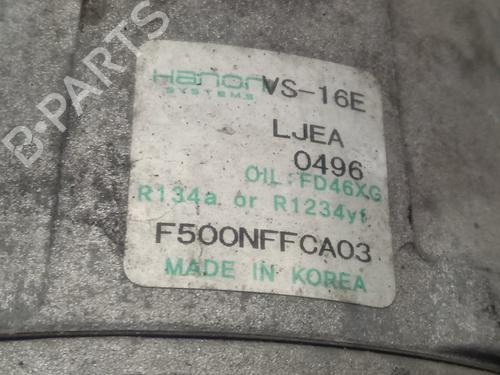 B-PARTS
Hanon VS-16E
SYSTEMS
LJEA
0496
OIL:FD46XG
R134a or R1234yf
F500NFFCA03
MADE IN KOREA